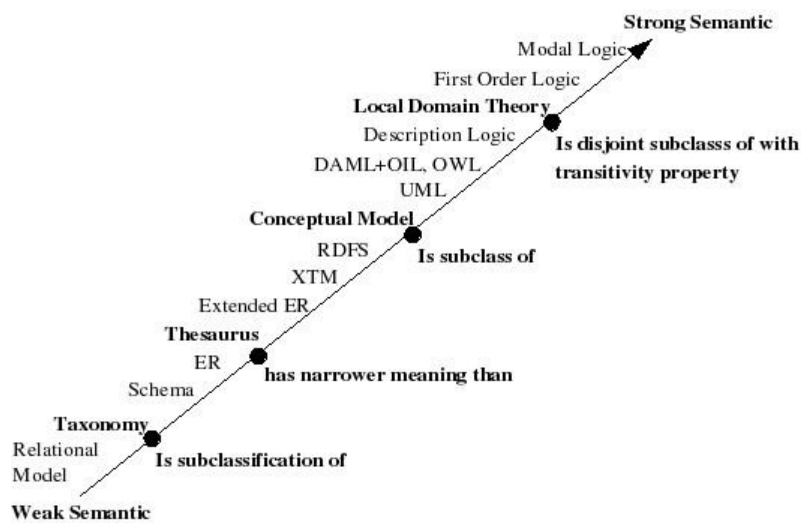 Strong Semantic
Modal Logic
First Order Logic
Local Domain Theory
Description Logic
Is disjoint subclasss of with
transitivity property
DAML+OIL, OWL
UML
Conceptual Model
RDFS
Is subclass of
XTM
Extended ER
Thesaurus
ER
has narrower meaning than
Schema
Taxonomy
Relational
Model
Is subclassification of
Weak Semantic